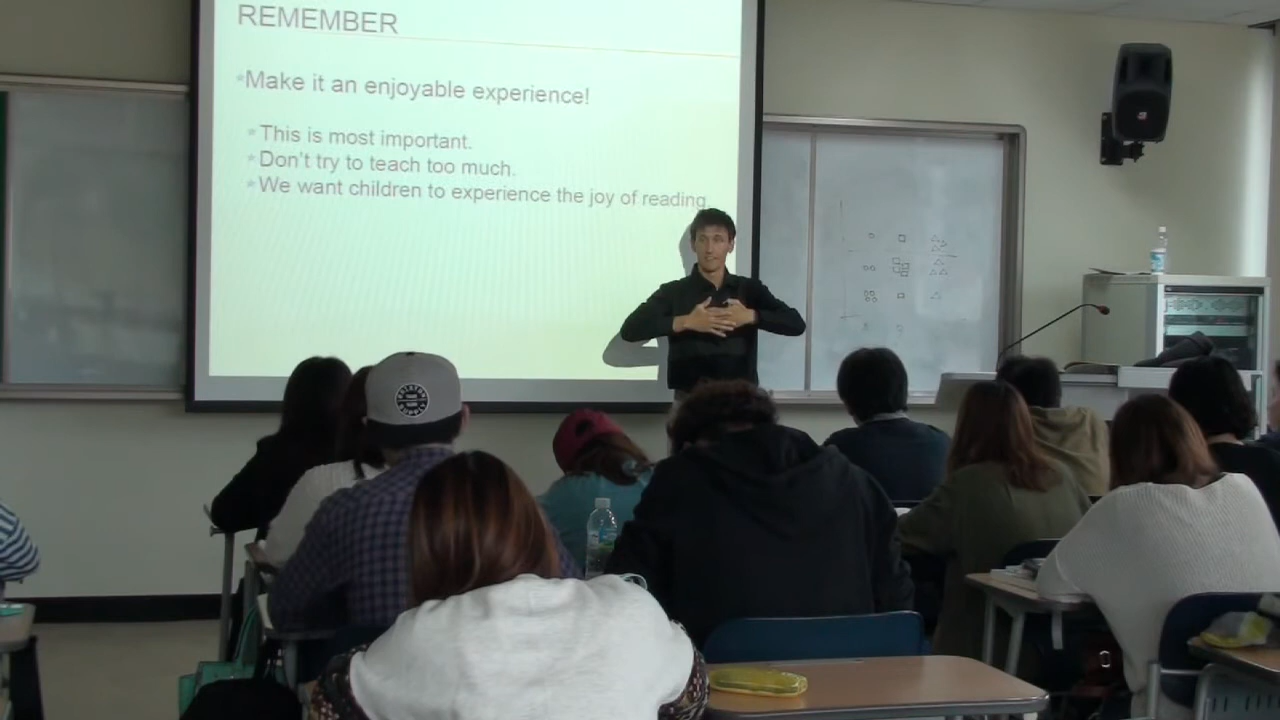 REMEMBER
*Make it an enjoyable experience!
*This is most important.
*Don't try to teach too much.
*We want children to experience the joy of reading